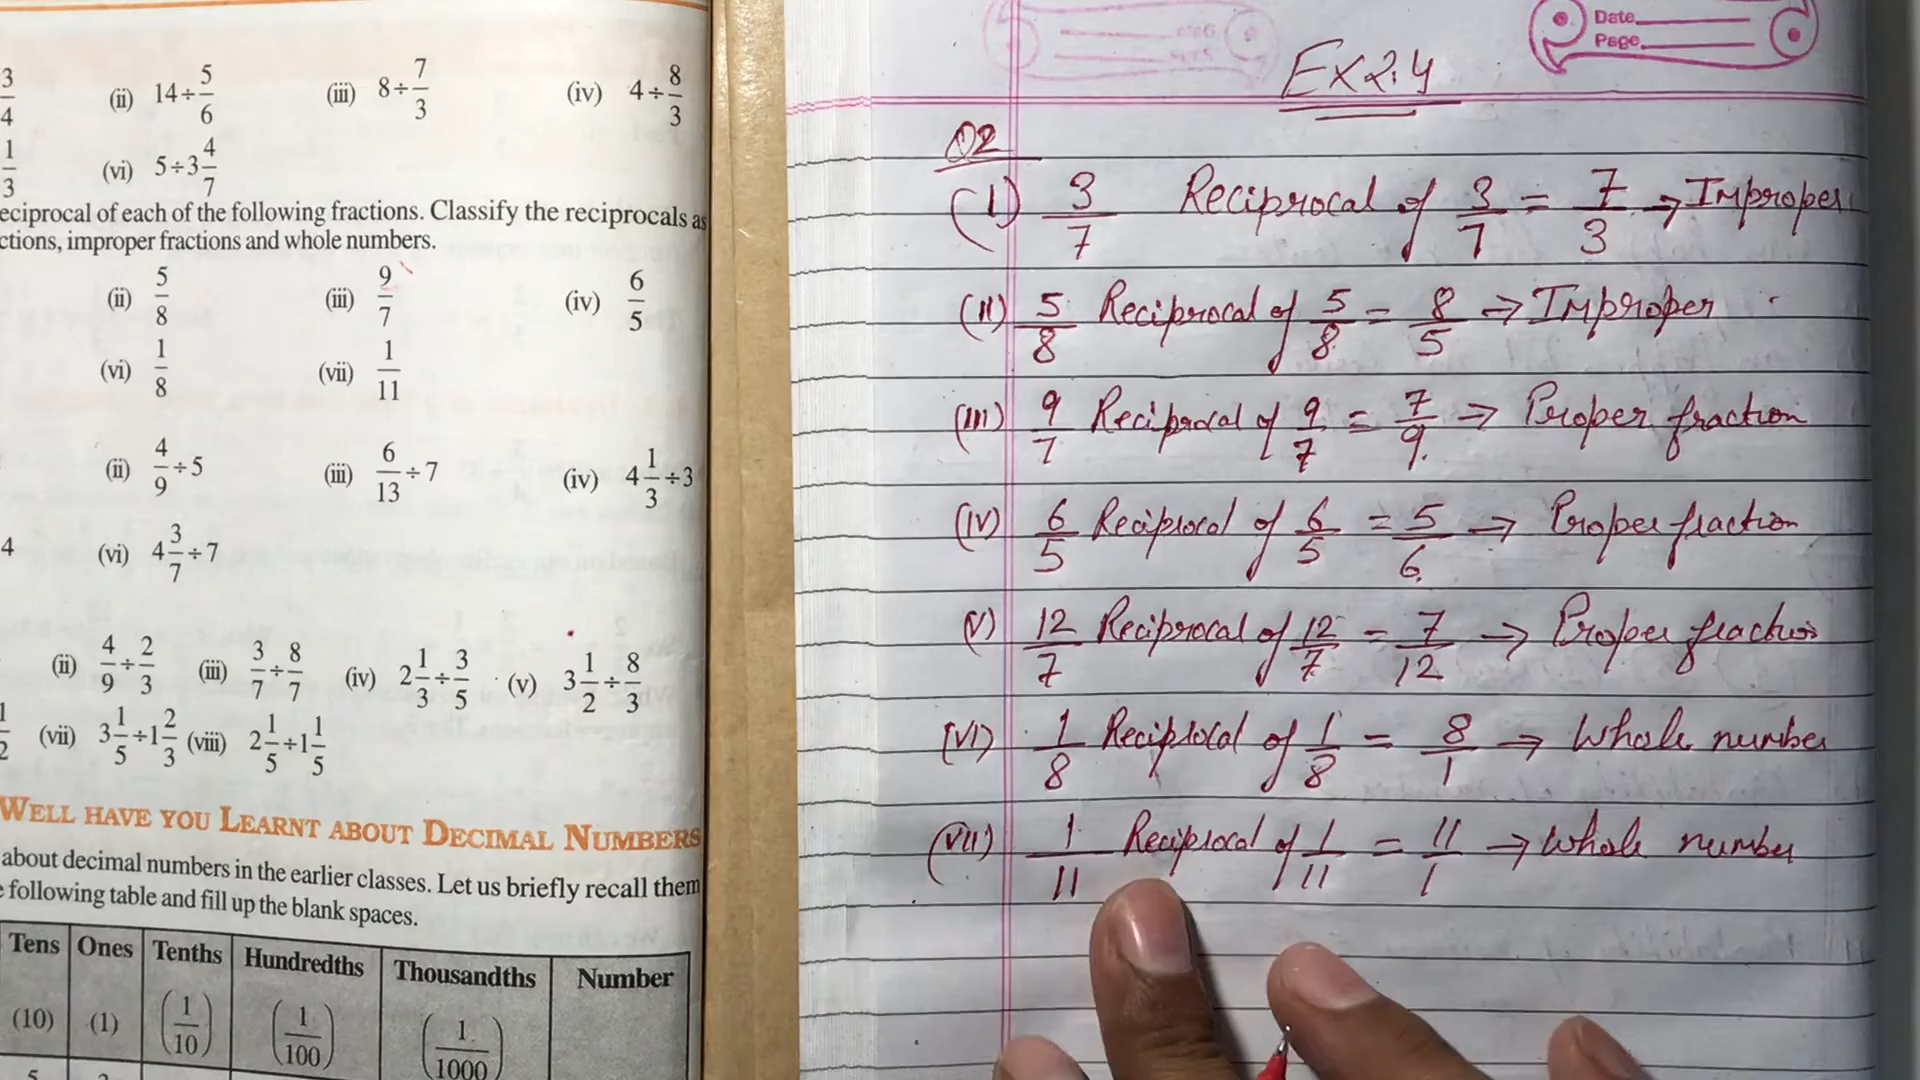 3/4 (ii) 14÷5/6 (iii) 8÷7/3 (iv) 4÷8/3
1/3 (vi) 5÷3 4/7
eciprocal of each of the following fractions. Classify the reciprocals as
ctions, improper fractions and whole numbers.
(ii) 5/8 (iii) 9/7 (iv) 6/5
(vi) 1/8 (vii) 1/11
(ii) 4/9÷5 (iii) 6/13÷7 (iv) 4 1/3÷3
4 (vi) 4 3/7÷7
(ii) 4/9÷2/3 (iii) 3/7÷8/7 (iv) 2 1/3÷3/5 (v) 3 1/2÷8/3
1/2 (vii) 3 1/5÷1 2/3 (viii) 2 1/5÷1 1/5
WELL HAVE YOU LEARNT ABOUT DECIMAL NUMBERS
about decimal numbers in the earlier classes. Let us briefly recall them
following table and fill up the blank spaces.
Tens Ones Tenths Hundredths Thousandths Number
(10) (1) (1/10) (1/100) (1/1000)
Date
Page
Ex 2.4
Q2
(I) 3/7 Reciprocal of 3/7 = 7/3 → Improper
(II) 5/8 Reciprocal of 5/8 = 8/5 → Improper
(III) 9/7 Reciprocal of 9/7 = 7/9 → Proper fraction
(IV) 6/5 Reciprocal of 6/5 = 5/6 → Proper fraction
(V) 12/7 Reciprocal of 12/7 = 7/12 → Proper fraction
(VI) 1/8 Reciprocal of 1/8 = 8/1 → Whole number
(VII) 1/11 Reciprocal of 1/11 = 11/1 → Whole number